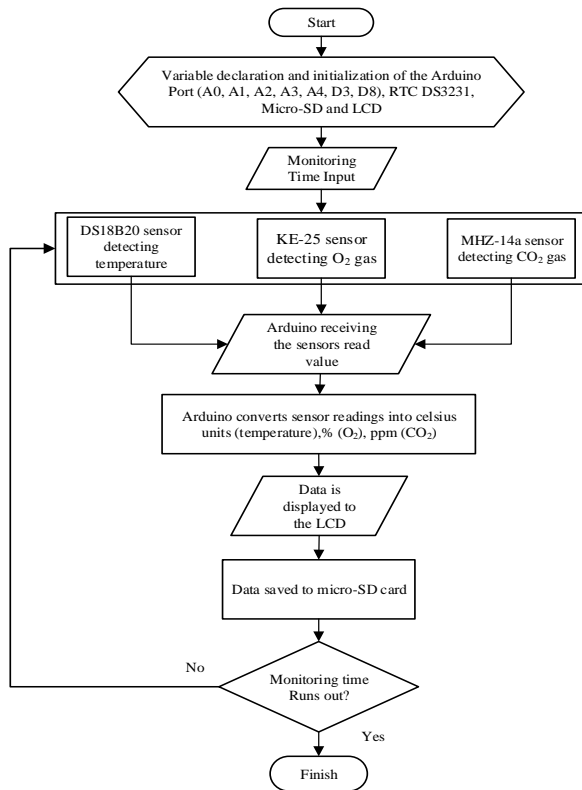 Start
Variable declaration and initialization of the Arduino
Port (A0, A1, A2, A3, A4, D3, D8), RTC DS3231,
Micro-SD and LCD
Monitoring
Time Input
DS18B20 sensor
detecting
temperature
KE-25 sensor
detecting O₂ gas
MHZ-14a sensor
detecting CO₂ gas
Arduino receiving
the sensors read
value
Arduino converts sensor readings into celsius
units (temperature),% (O₂), ppm (CO₂)
Data is
displayed to
the LCD
Data saved to micro-SD card
No
Monitoring time
Runs out?
Yes
Finish